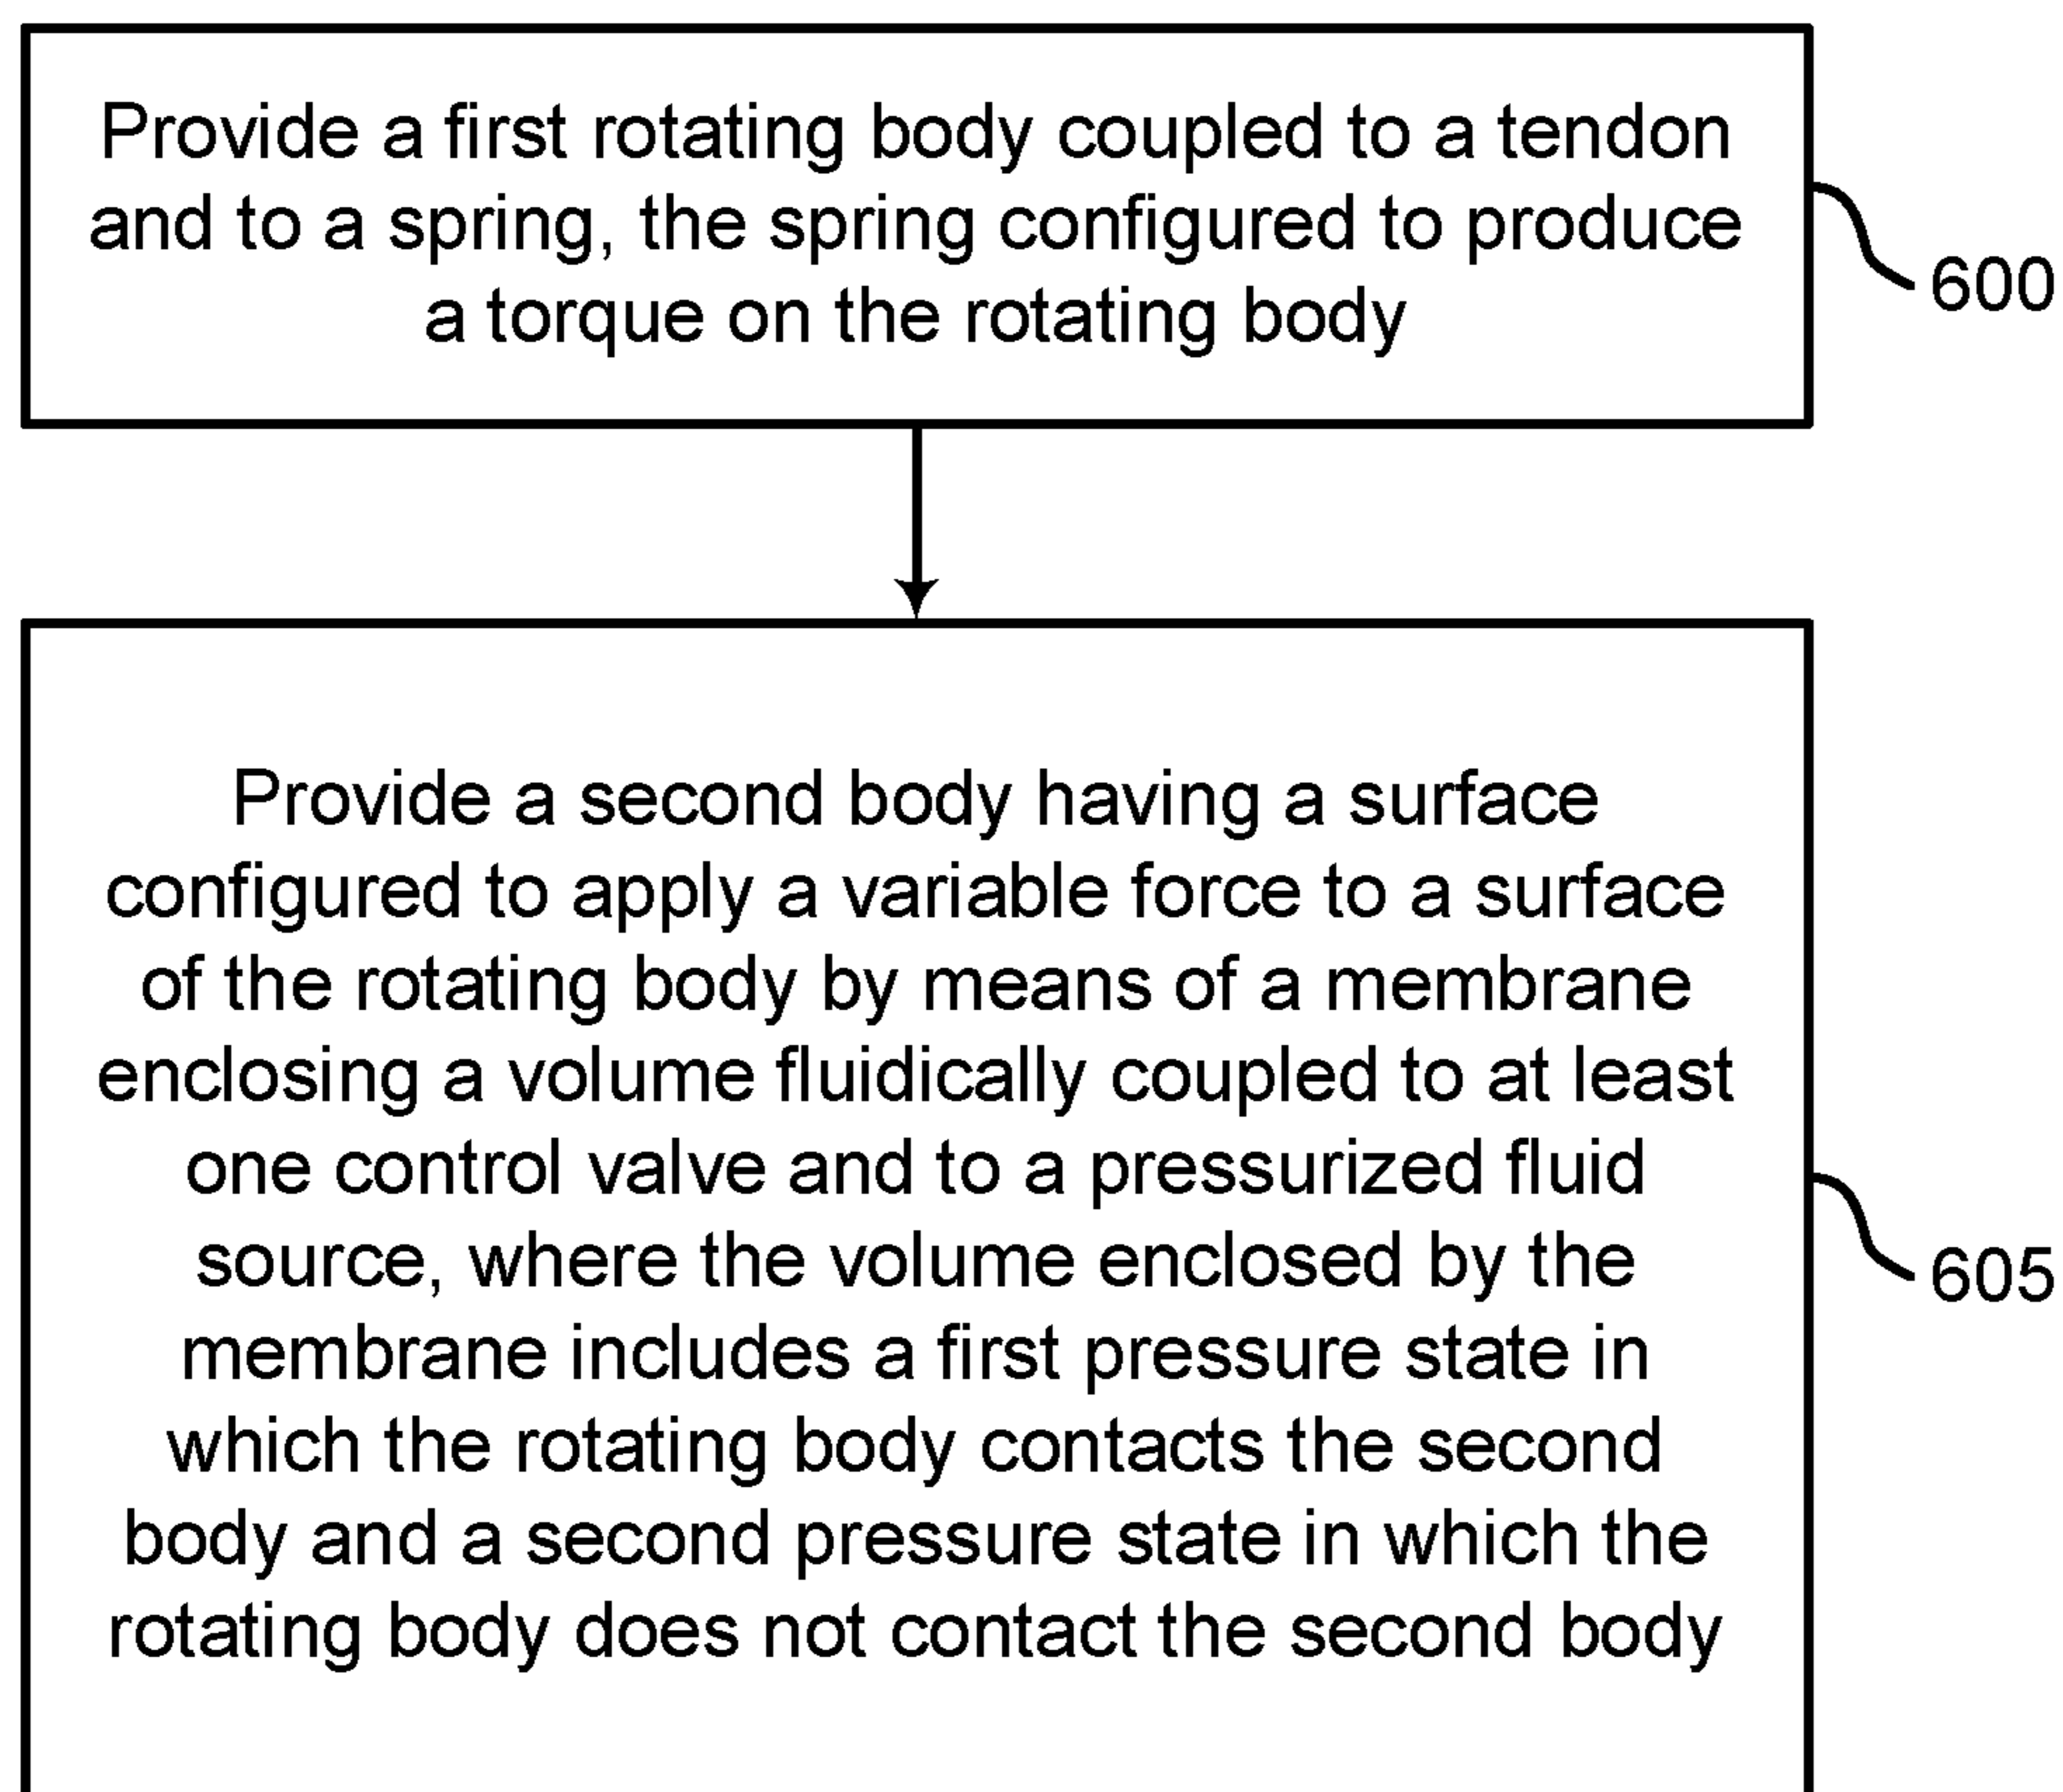 Provide a first rotating body coupled to a tendon
and to a spring, the spring configured to produce
a torque on the rotating body
600
Provide a second body having a surface
configured to apply a variable force to a surface
of the rotating body by means of a membrane
enclosing a volume fluidically coupled to at least
one control valve and to a pressurized fluid
source, where the volume enclosed by the
membrane includes a first pressure state in
which the rotating body contacts the second
body and a second pressure state in which the
rotating body does not contact the second body
605